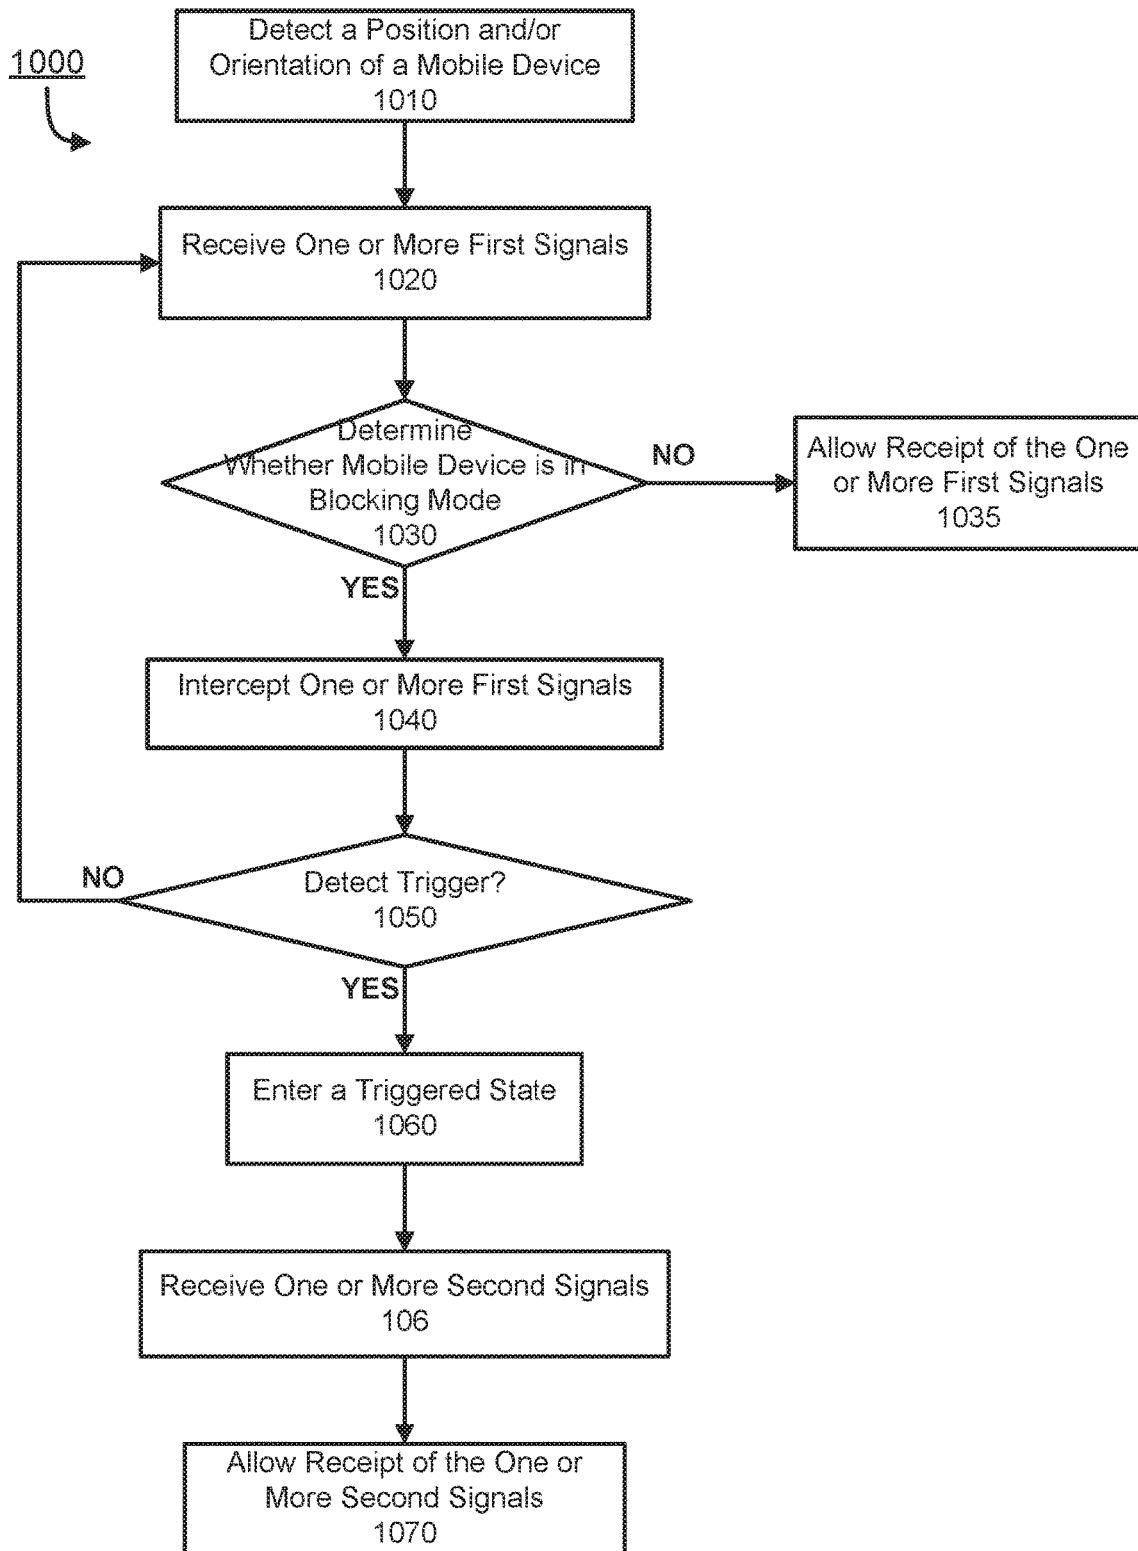 1000
Detect a Position and/or
Orientation of a Mobile Device
1010
Receive One or More First Signals
1020
Determine
Whether Mobile Device is in
Blocking Mode
1030
NO
Allow Receipt of the One
or More First Signals
1035
YES
Intercept One or More First Signals
1040
NO
Detect Trigger?
1050
YES
Enter a Triggered State
1060
Receive One or More Second Signals
106
Allow Receipt of the One or
More Second Signals
1070